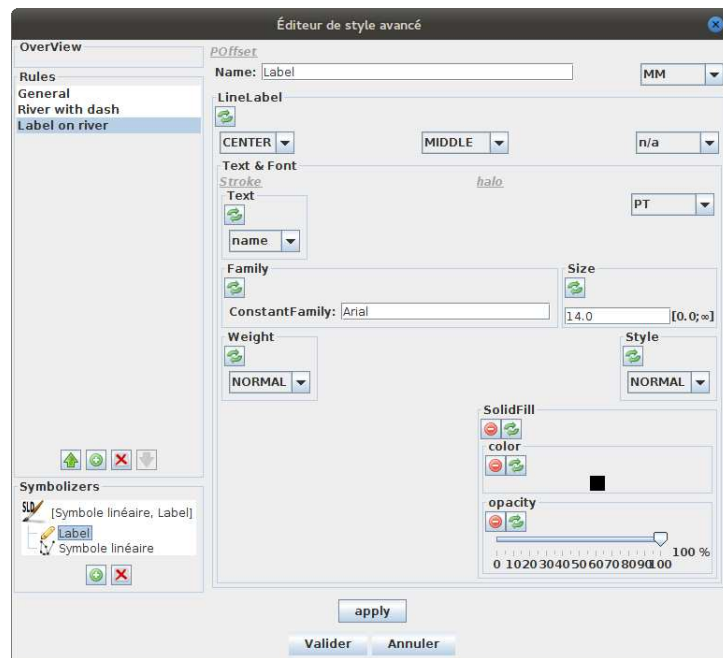 Éditeur de style avancé
OverView
Rules
General
River with dash
Label on river
Symbolizers
SLD
[Symbole linéaire, Label]
Label
Symbole linéaire
POffset
Name: Label
MM
LineLabel
CENTER
MIDDLE
n/a
Text & Font
Stroke
halo
Text
PT
name
Family
Size
ConstantFamily: Arial
14.0
[0.0;∞]
Weight
Style
NORMAL
NORMAL
SolidFill
color
opacity
100 %
0 10 20 30 40 50 60 70 80 90 100
apply
Valider
Annuler